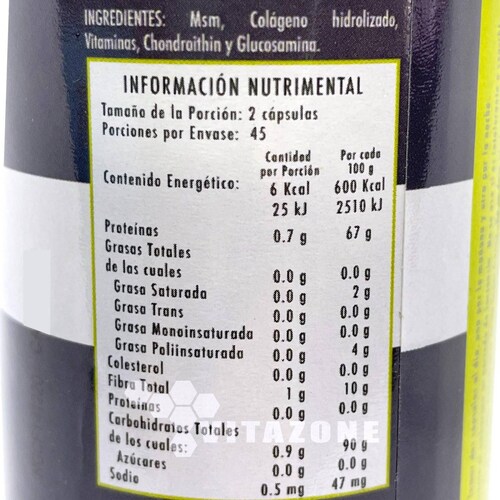 INGREDIENTES: Msm, Colágeno hidrolizado,
Vitaminas, Chondroithin y Glucosamina.
INFORMACIÓN NUTRIMENTAL
Tamaño de la Porción: 2 cápsulas
Porciones por Envase: 45
Cantidad por Porción Por cada 100 g
Contenido Energético: 6 Kcal 600 Kcal
25 kJ 2510 kJ
Proteínas 0.7 g 67 g
Grasas Totales
de las cuales 0.0 g 0.0 g
Grasa Saturada 0.0 g 2 g
Grasa Trans 0.0 g 0.0 g
Grasa Monoinsaturada 0.0 g 0.0 g
Grasa Poliinsaturada 0.0 g 4 g
Colesterol 0.0 g 0.0 g
Fibra Total 1 g 10 g
Proteínas 0.0 g 0.0 g
Carbohidratos Totales
de los cuales: 0.9 g 90 g
Azúcares 0.0 g 0.0 g
Sodio 0.5 mg 47 mg
VITAZONE